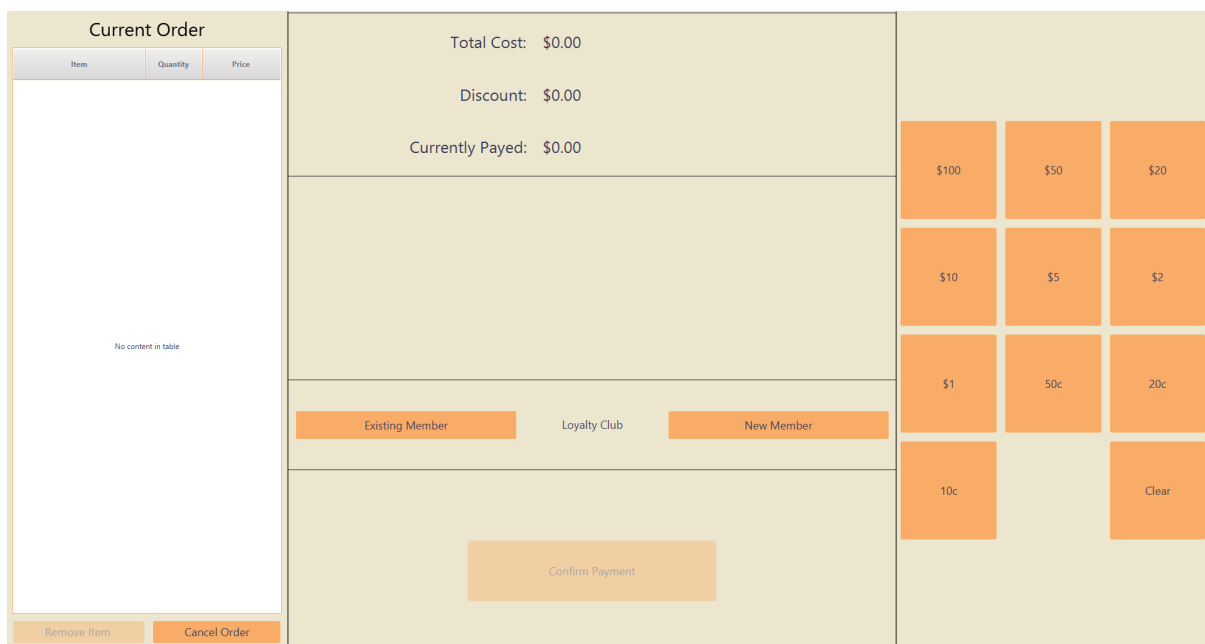 Current Order
Item Quantity Price
No content in table
Remove Item Cancel Order
Total Cost: $0.00
Discount: $0.00
Currently Payed: $0.00
Existing Member Loyalty Club New Member
Confirm Payment
$100 $50 $20
$10 $5 $2
$1 50c 20c
10c Clear